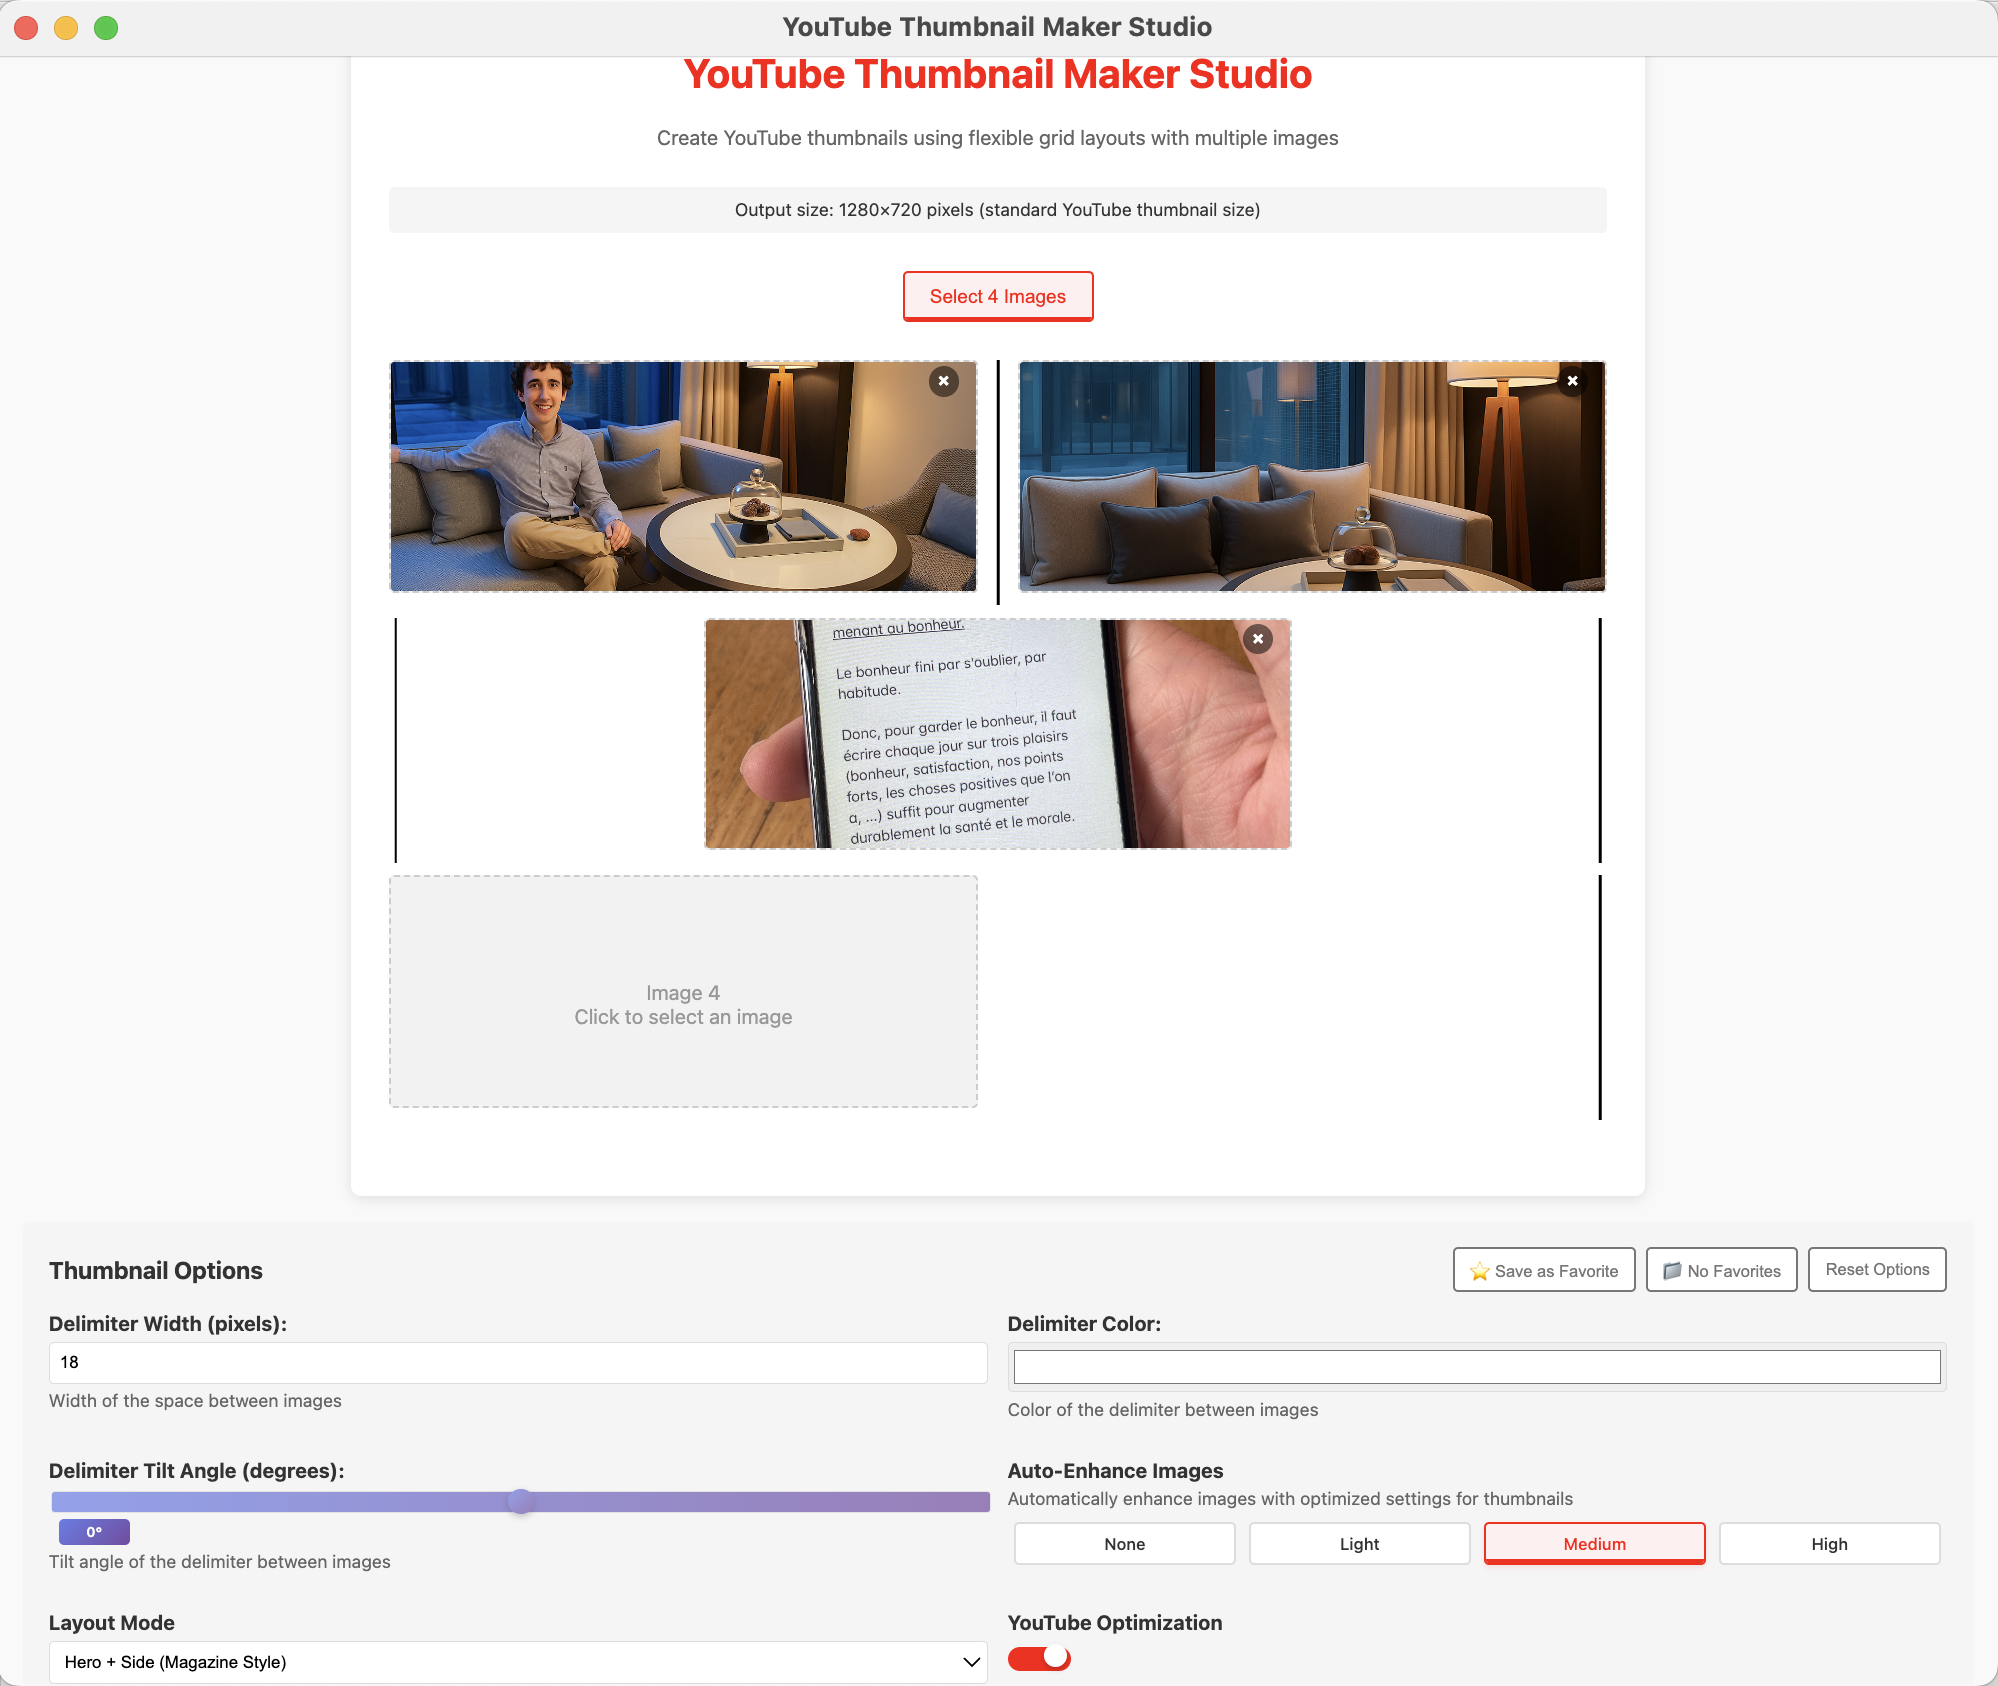 YouTube Thumbnail Maker Studio
YouTube Thumbnail Maker Studio
Create YouTube thumbnails using flexible grid layouts with multiple images
Output size: 1280×720 pixels (standard YouTube thumbnail size)
Select 4 Images
menant au bonheur.
Le bonheur fini par s'oublier, par
habitude.
Donc, pour garder le bonheur, il faut
écrire chaque jour sur trois plaisirs
(bonheur, satisfaction, nos points
forts, les choses positives que l'on
a, ...) suffit pour augmenter
durablement la santé et le morale.
Image 4
Click to select an image
Thumbnail Options
⭐ Save as Favorite
📁 No Favorites
Reset Options
Delimiter Width (pixels):
18
Width of the space between images
Delimiter Color:
Color of the delimiter between images
Delimiter Tilt Angle (degrees):
0°
Tilt angle of the delimiter between images
Auto-Enhance Images
Automatically enhance images with optimized settings for thumbnails
None
Light
Medium
High
Layout Mode
Hero + Side (Magazine Style)
YouTube Optimization